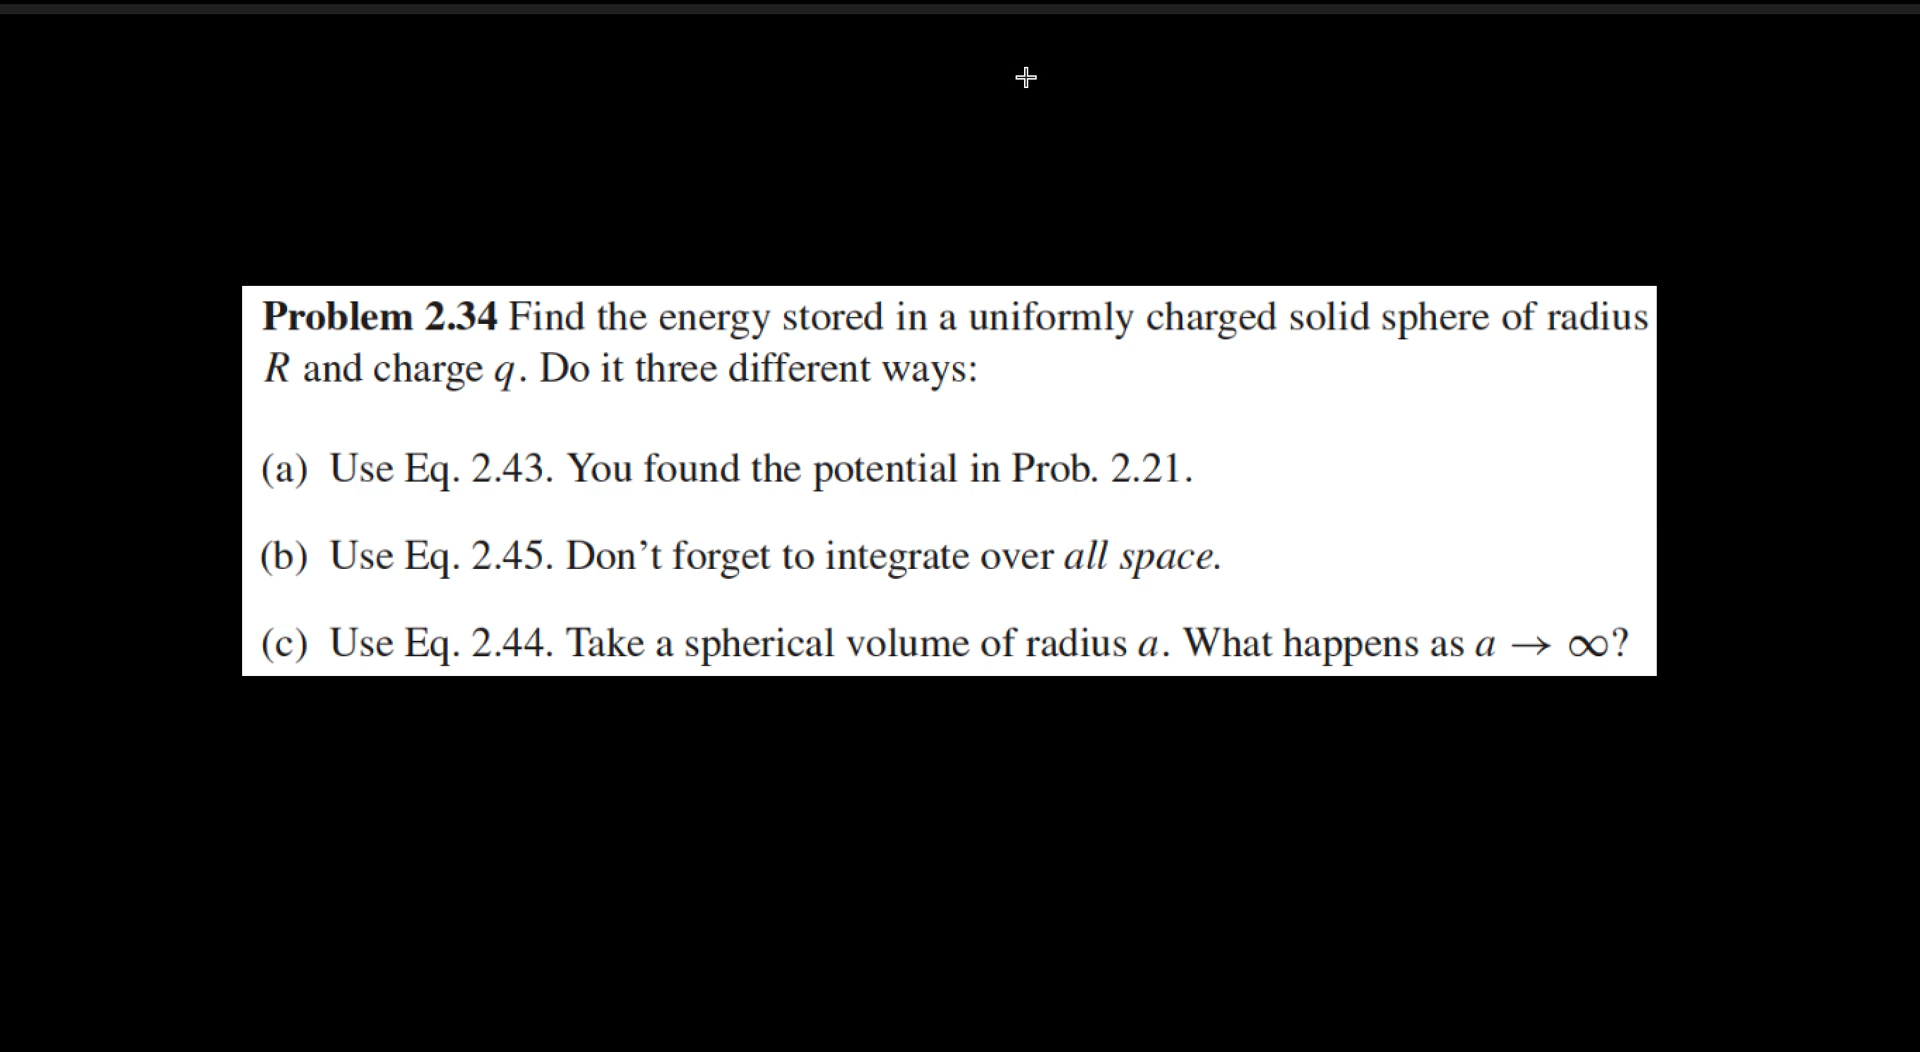 Problem 2.34 Find the energy stored in a uniformly charged solid sphere of radius
R and charge q. Do it three different ways:
(a) Use Eq. 2.43. You found the potential in Prob. 2.21.
(b) Use Eq. 2.45. Don’t forget to integrate over all space.
(c) Use Eq. 2.44. Take a spherical volume of radius a. What happens as a → ∞?